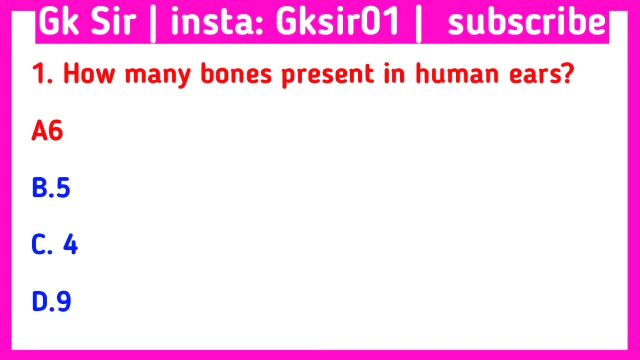 Gk Sir | insta: Gksir01 | subscribe
1. How many bones present in human ears?
A6
B.5
C. 4
D.9